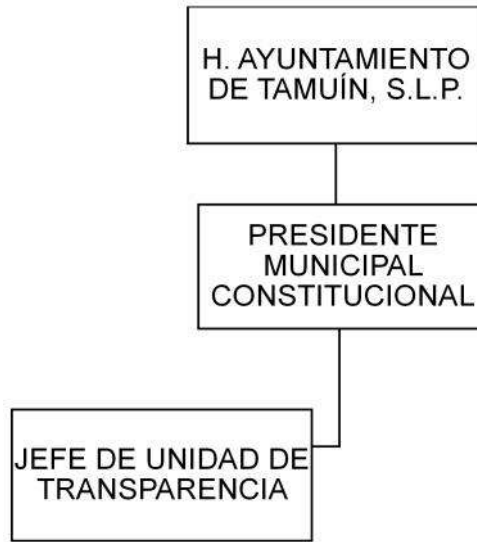 H. AYUNTAMIENTO
DE TAMUÍN, S.L.P.
PRESIDENTE
MUNICIPAL
CONSTITUCIONAL
JEFE DE UNIDAD DE
TRANSPARENCIA